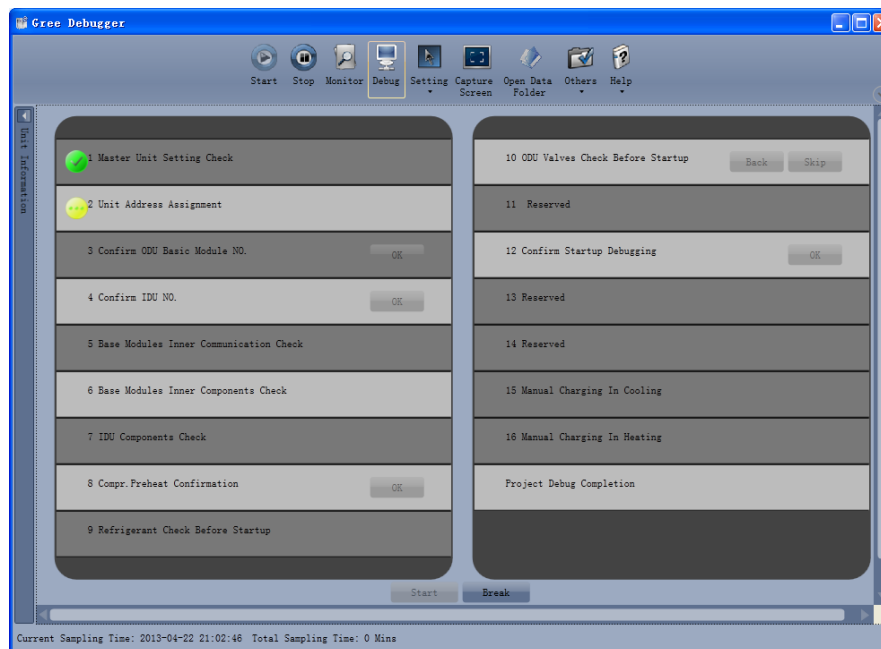 Gree Debugger
Start Stop Monitor Debug Setting Capture Screen Open Data Folder Others Help
Unit Information
1 Master Unit Setting Check
2 Unit Address Assignment
3 Confirm ODU Basic Module NO. OK
4 Confirm IDU NO. OK
5 Base Modules Inner Communication Check
6 Base Modules Inner Components Check
7 IDU Components Check
8 Compr.Preheat Confirmation OK
9 Refrigerant Check Before Startup
10 ODU Valves Check Before Startup Back Skip
11 Reserved
12 Confirm Startup Debugging OK
13 Reserved
14 Reserved
15 Manual Charging In Cooling
16 Manual Charging In Heating
Project Debug Completion
Start Break
Current Sampling Time: 2013-04-22 21:02:46 Total Sampling Time: 0 Mins